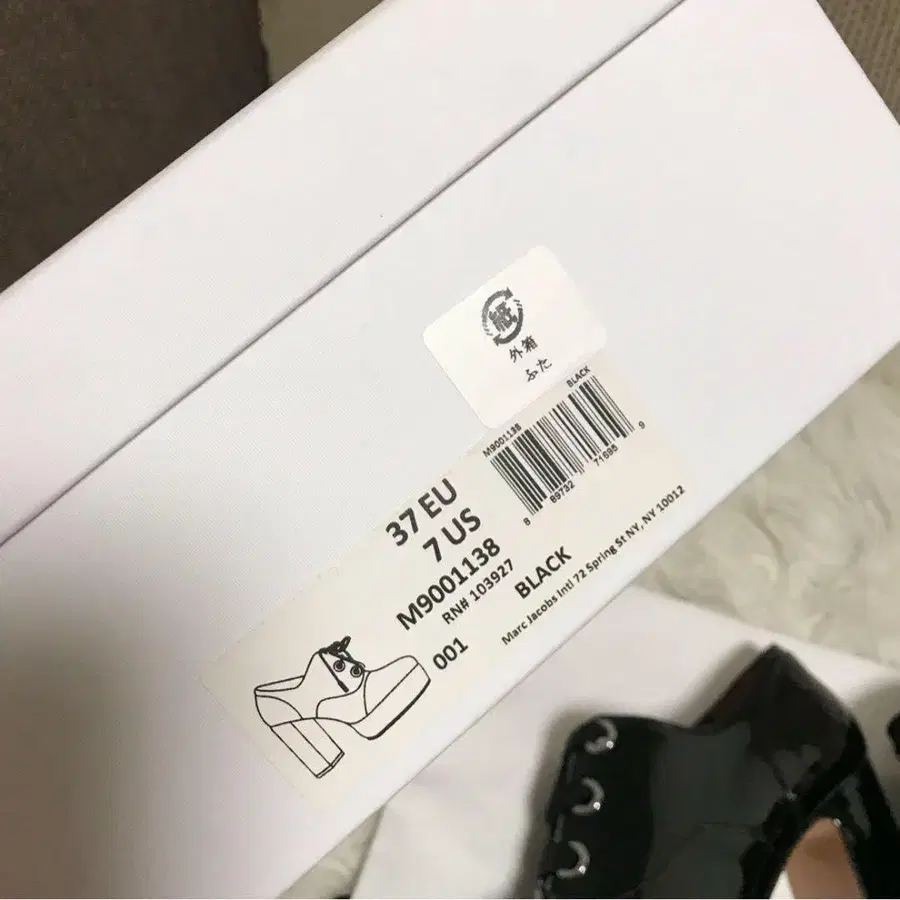 紙
外箱
ふた
M9001138 BLACK
8 89732 71695 9
37 EU
7 US
M9001138
RN# 103927
001 BLACK
Marc Jacobs Intl 72 Spring St NY, NY 10012